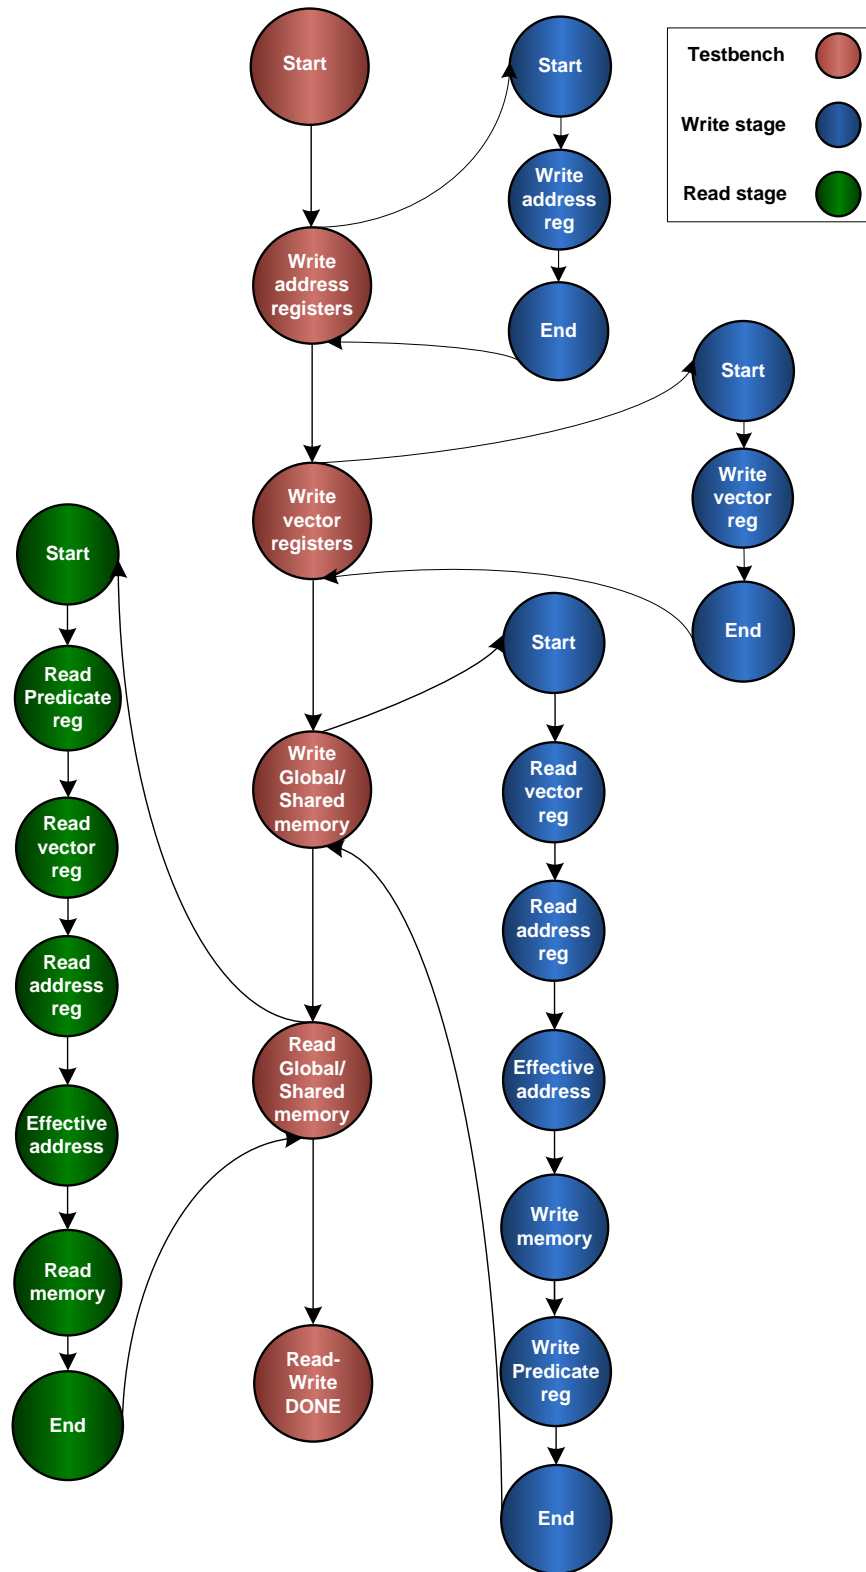 Start
Write
address
registers
Write
vector
registers
Write
Global/
Shared
memory
Read
Global/
Shared
memory
Read-
Write
DONE
Start
Write
address
reg
End
Start
Write
vector
reg
End
Start
Read
vector
reg
Read
address
reg
Effective
address
Write
memory
Write
Predicate
reg
End
Start
Read
Predicate
reg
Read
vector
reg
Read
address
reg
Effective
address
Read
memory
End
Testbench
Write stage
Read stage